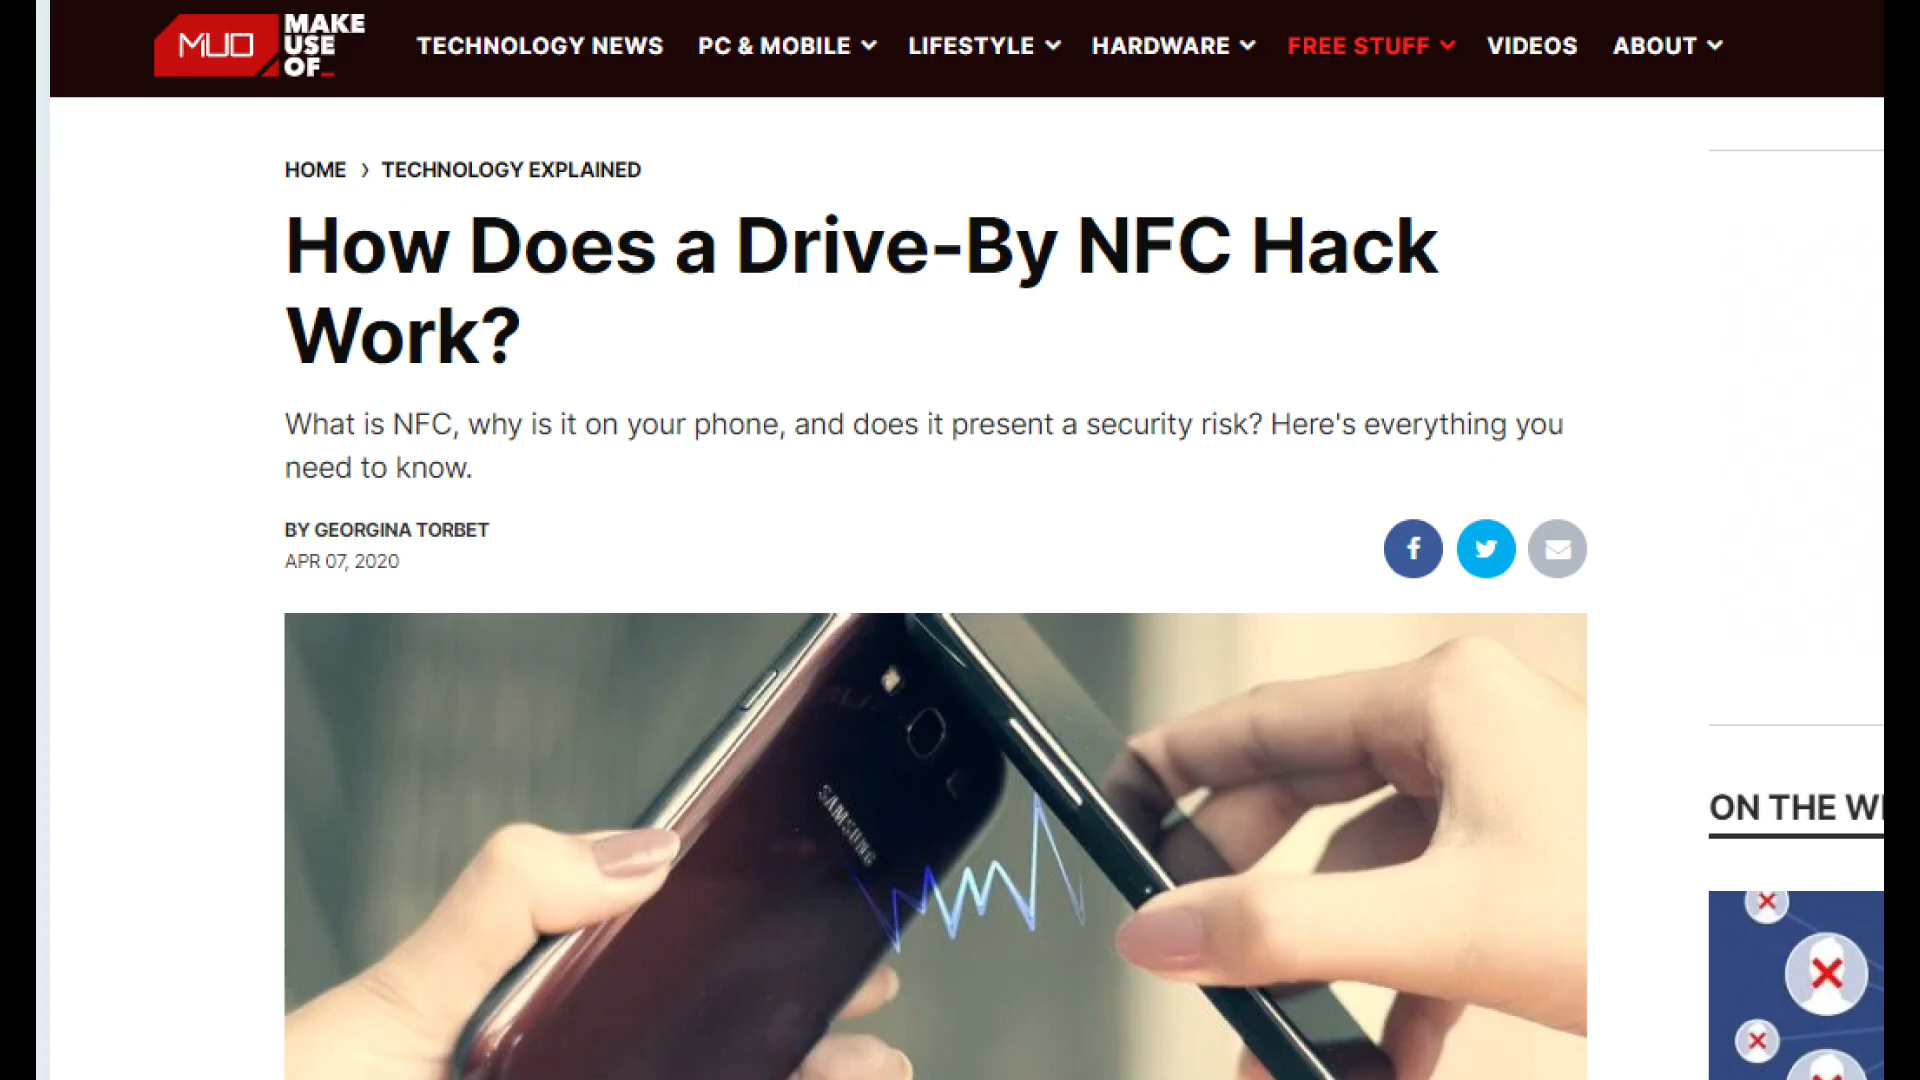 MUO
MAKE
USE
OF_
TECHNOLOGY NEWS PC & MOBILE LIFESTYLE HARDWARE FREE STUFF VIDEOS ABOUT
HOME › TECHNOLOGY EXPLAINED
How Does a Drive-By NFC Hack
Work?
What is NFC, why is it on your phone, and does it present a security risk? Here's everything you
need to know.
BY GEORGINA TORBET
APR 07, 2020
f
SAMSUNG
ON THE W